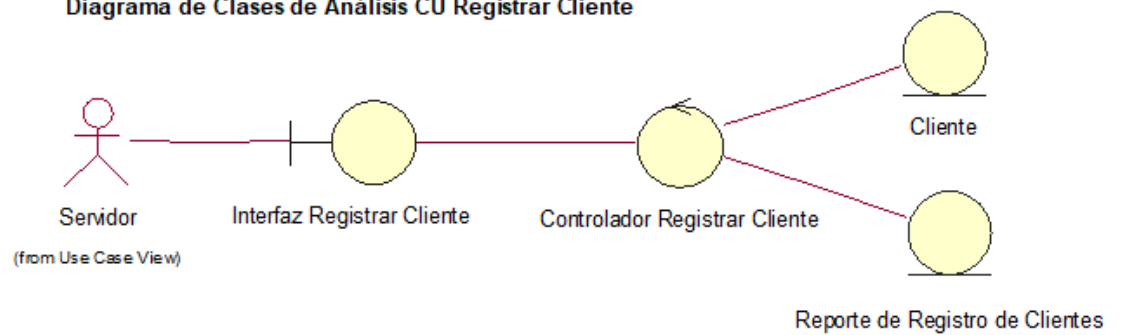 Diagrama de Clases de Análisis CU Registrar Cliente
Cliente
Servidor
Interfaz Registrar Cliente
Controlador Registrar Cliente
(from Use Case View)
Reporte de Registro de Clientes